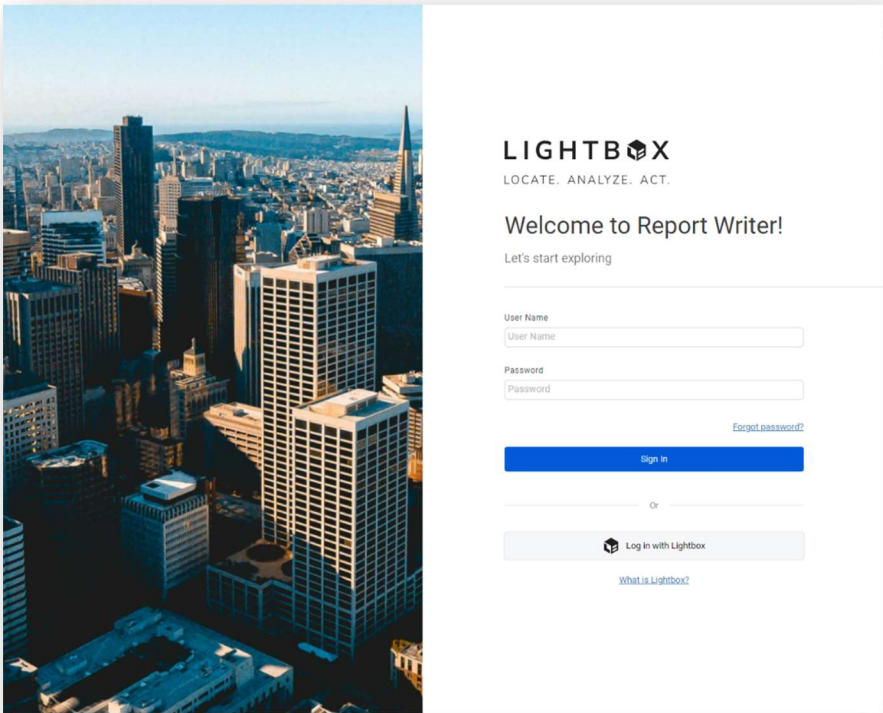 LIGHTBOX
LOCATE. ANALYZE. ACT.
Welcome to Report Writer!
Let's start exploring
User Name
User Name
Password
Password
Forgot password?
Sign In
Or
Log in with Lightbox
What is Lightbox?